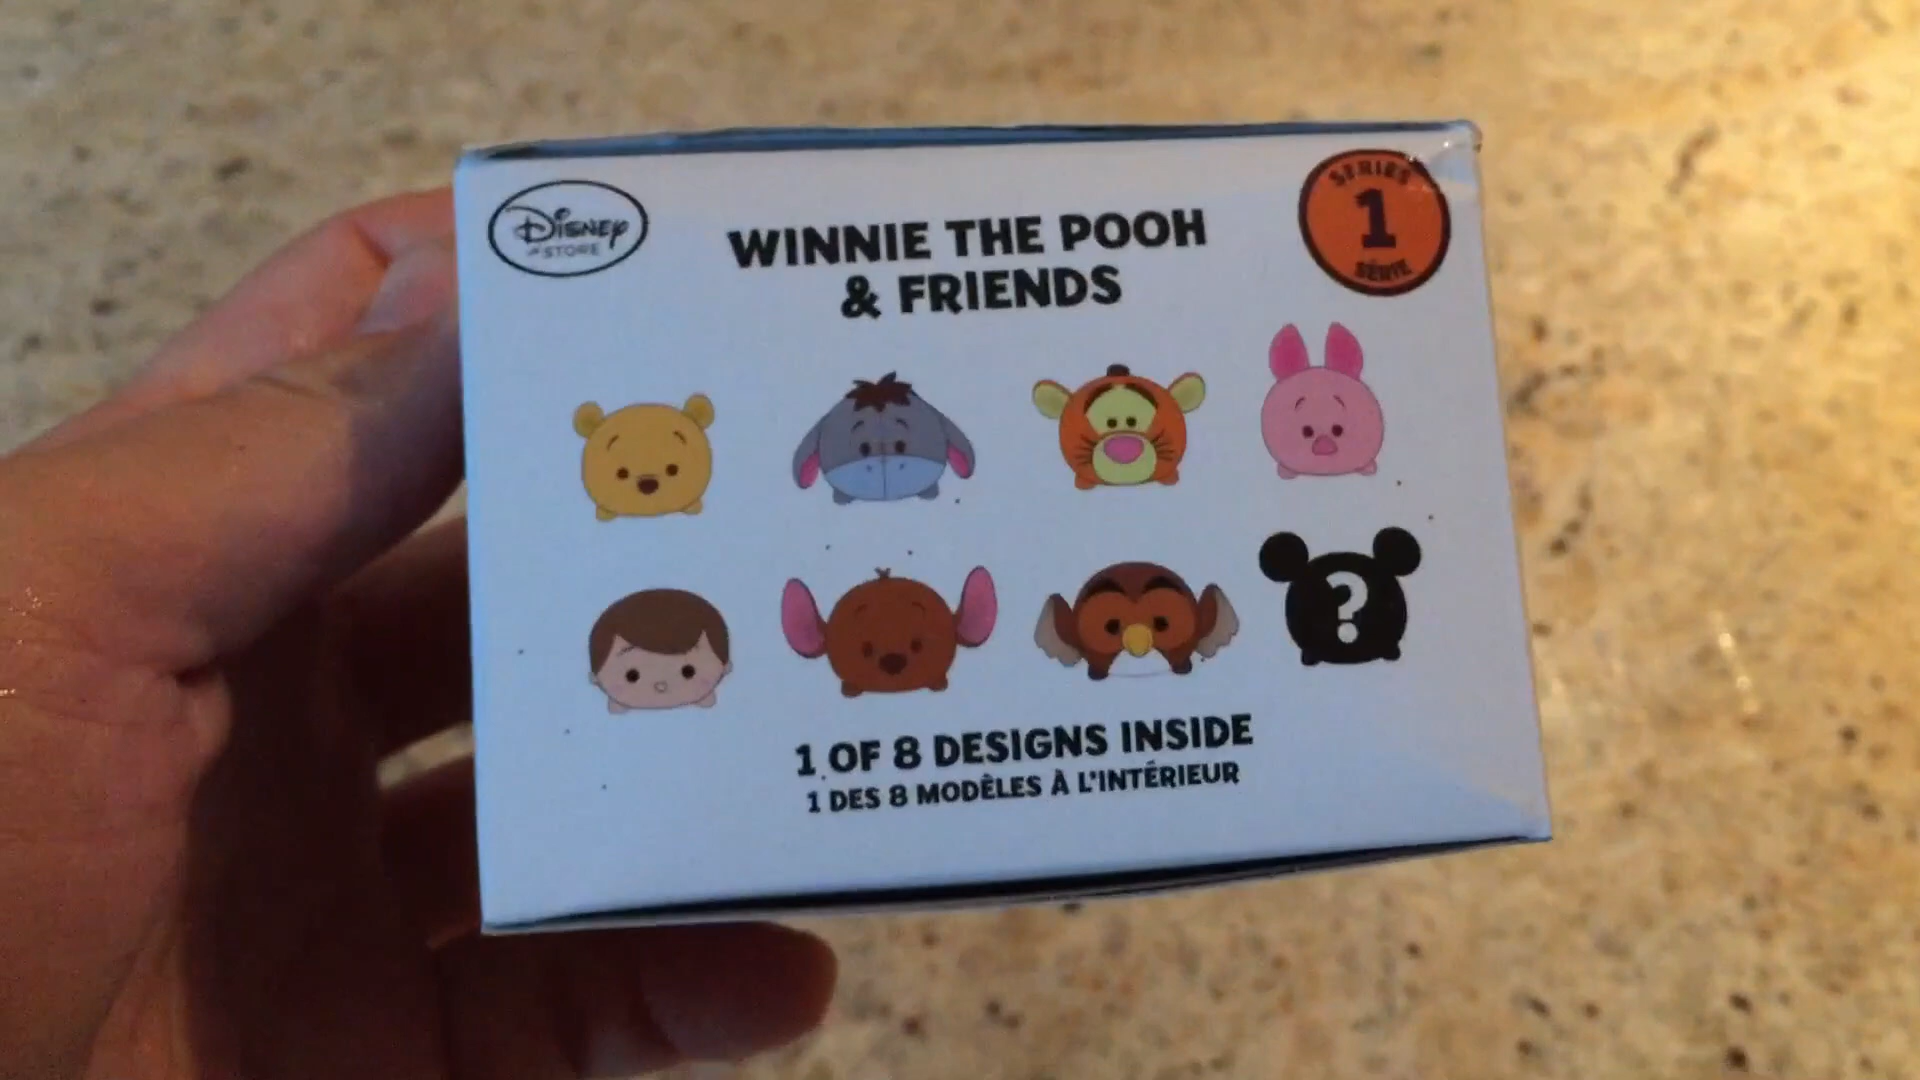 Disney
STORE
WINNIE THE POOH
& FRIENDS
SERIES
1
SÉRIE
?
1 OF 8 DESIGNS INSIDE
1 DES 8 MODÈLES À L'INTÉRIEUR